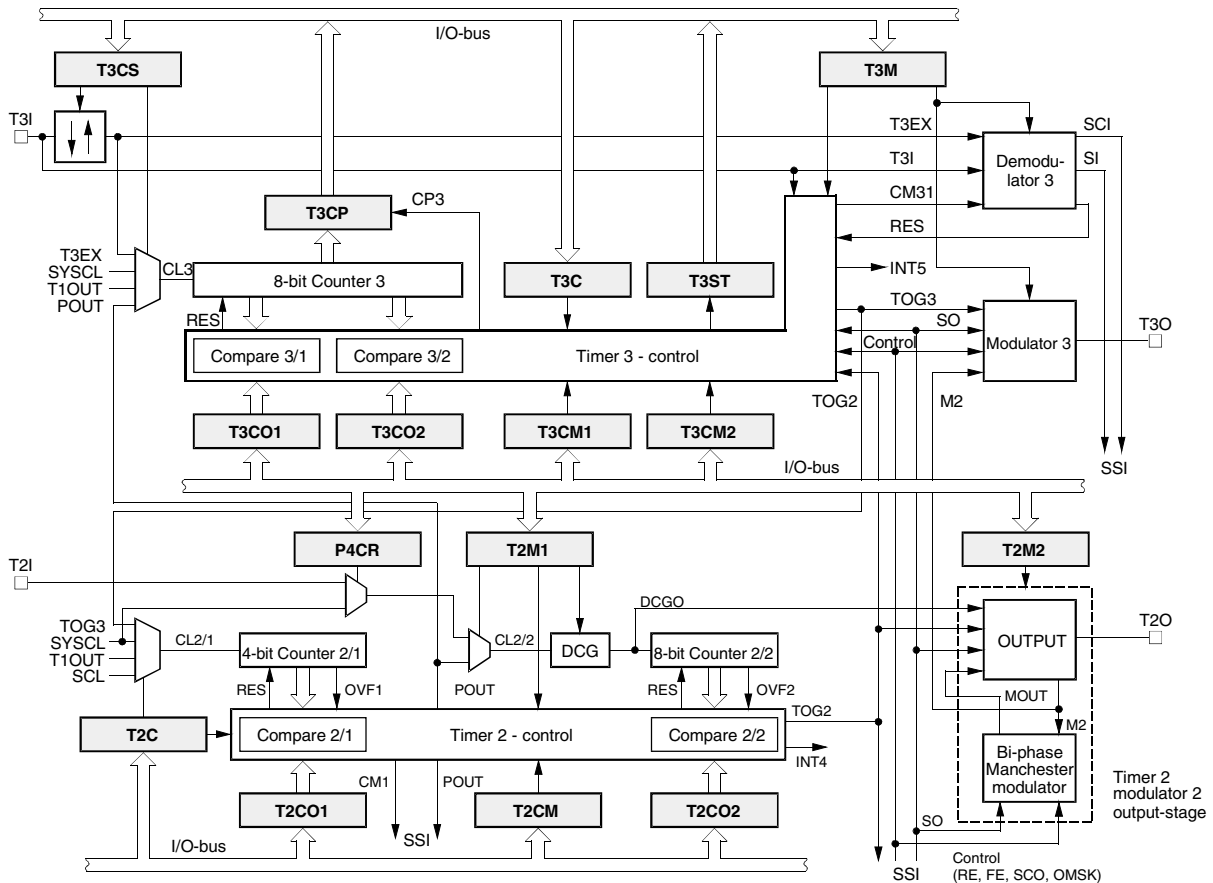 I/O-bus
T3CS
T3M
T3I
T3EX
SCI
T3I
SI
Demodu-
lator 3
CM31
RES
T3CP
CP3
T3EX
SYSCL
T1OUT
POUT
CL3
8-bit Counter 3
T3C
T3ST
INT5
RES
TOG3
SO
Control
Modulator 3
T3O
Compare 3/1
Compare 3/2
Timer 3 - control
TOG2
M2
T3CO1
T3CO2
T3CM1
T3CM2
I/O-bus
SSI
P4CR
T2M1
T2M2
T2I
DCGO
TOG3
SYSCL
T1OUT
SCL
CL2/1
4-bit Counter 2/1
CL2/2
DCG
8-bit Counter 2/2
OUTPUT
T2O
RES
OVF1
POUT
RES
OVF2
MOUT
T2C
Compare 2/1
Timer 2 - control
Compare 2/2
TOG2
M2
INT4
Bi-phase
Manchester
modulator
CM1
POUT
T2CO1
T2CM
T2CO2
Timer 2
modulator 2
output-stage
SSI
SO
I/O-bus
SSI
Control
(RE, FE, SCO, OMSK)